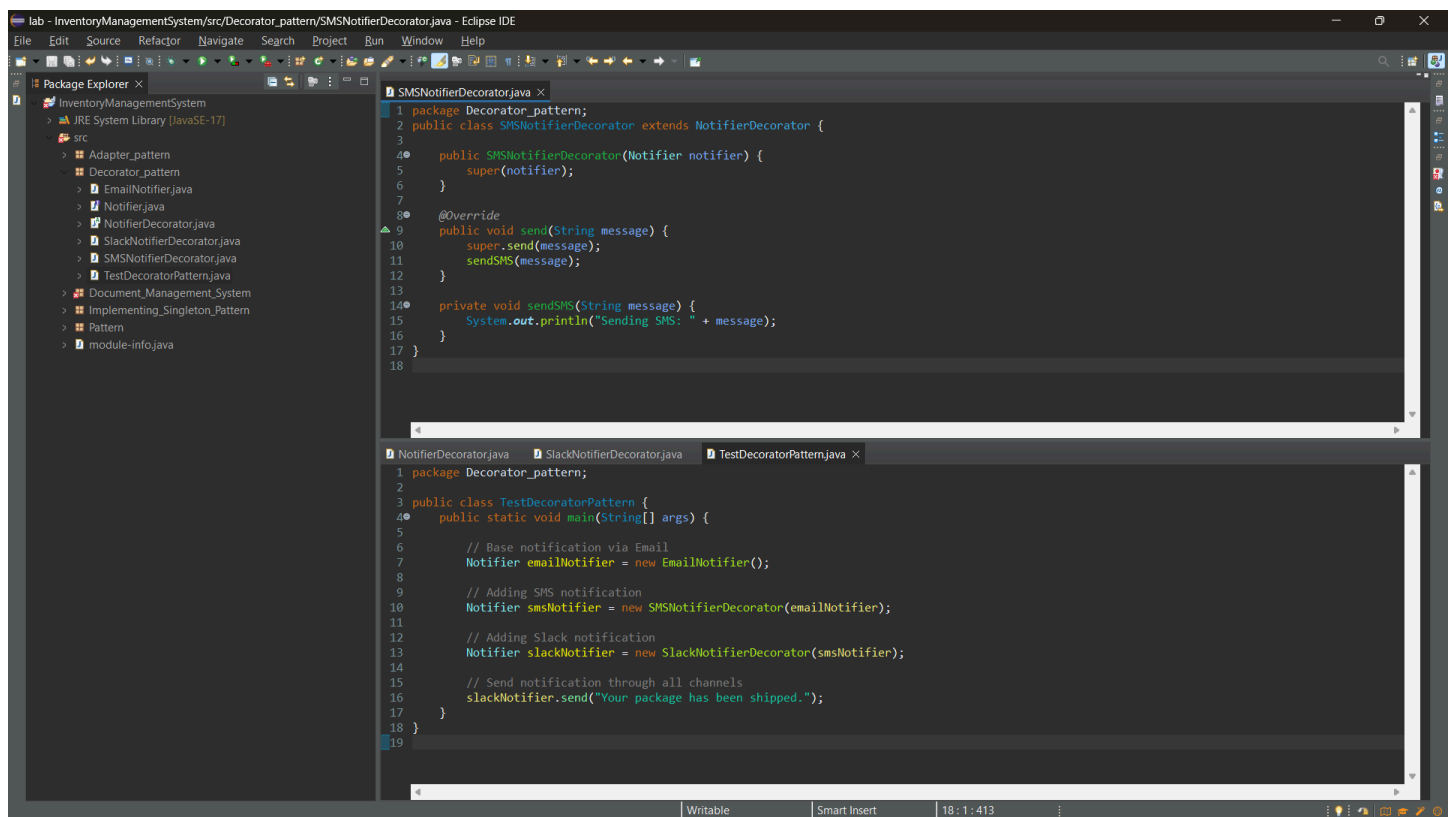 lab - InventoryManagementSystem/src/Decorator_pattern/SMSNotifierDecorator.java - Eclipse IDE
File Edit Source Refactor Navigate Search Project Run Window Help
Package Explorer
InventoryManagementSystem
JRE System Library [JavaSE-17]
src
Adapter_pattern
Decorator_pattern
EmailNotifier.java
Notifier.java
NotifierDecorator.java
SlackNotifierDecorator.java
SMSNotifierDecorator.java
TestDecoratorPattern.java
Document_Management_System
Implementing_Singleton_Pattern
Pattern
module-info.java
SMSNotifierDecorator.java
1 package Decorator_pattern;
2 public class SMSNotifierDecorator extends NotifierDecorator {
3
4     public SMSNotifierDecorator(Notifier notifier) {
5         super(notifier);
6     }
7
8     @Override
9     public void send(String message) {
10         super.send(message);
11         sendSMS(message);
12     }
13
14     private void sendSMS(String message) {
15         System.out.println("Sending SMS: " + message);
16     }
17 }
18
NotifierDecorator.java SlackNotifierDecorator.java TestDecoratorPattern.java
1 package Decorator_pattern;
2
3 public class TestDecoratorPattern {
4     public static void main(String[] args) {
5
6         // Base notification via Email
7         Notifier emailNotifier = new EmailNotifier();
8
9         // Adding SMS notification
10         Notifier smsNotifier = new SMSNotifierDecorator(emailNotifier);
11
12         // Adding Slack notification
13         Notifier slackNotifier = new SlackNotifierDecorator(smsNotifier);
14
15         // Send notification through all channels
16         slackNotifier.send("Your package has been shipped.");
17     }
18 }
19
Writable Smart Insert 18 : 1 : 413